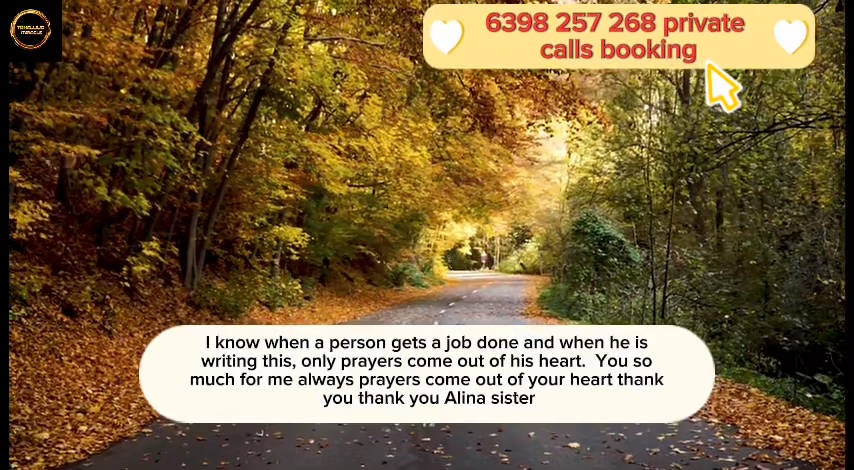 TAWALLUJO
MIRACLE
6398 257 268 private
calls booking
I know when a person gets a job done and when he is
writing this, only prayers come out of his heart. You so
much for me always prayers come out of your heart thank
you thank you Alina sister